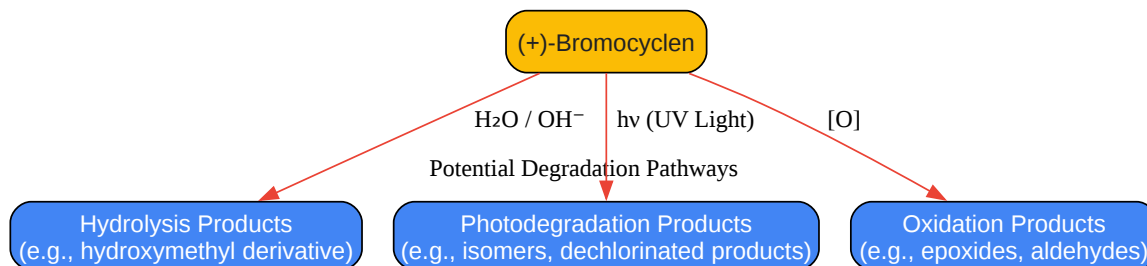 (+)-Bromocyclen
H₂O / OH⁻
hν (UV Light)
[O]
Potential Degradation Pathways
Hydrolysis Products
(e.g., hydroxymethyl derivative)
Photodegradation Products
(e.g., isomers, dechlorinated products)
Oxidation Products
(e.g., epoxides, aldehydes)